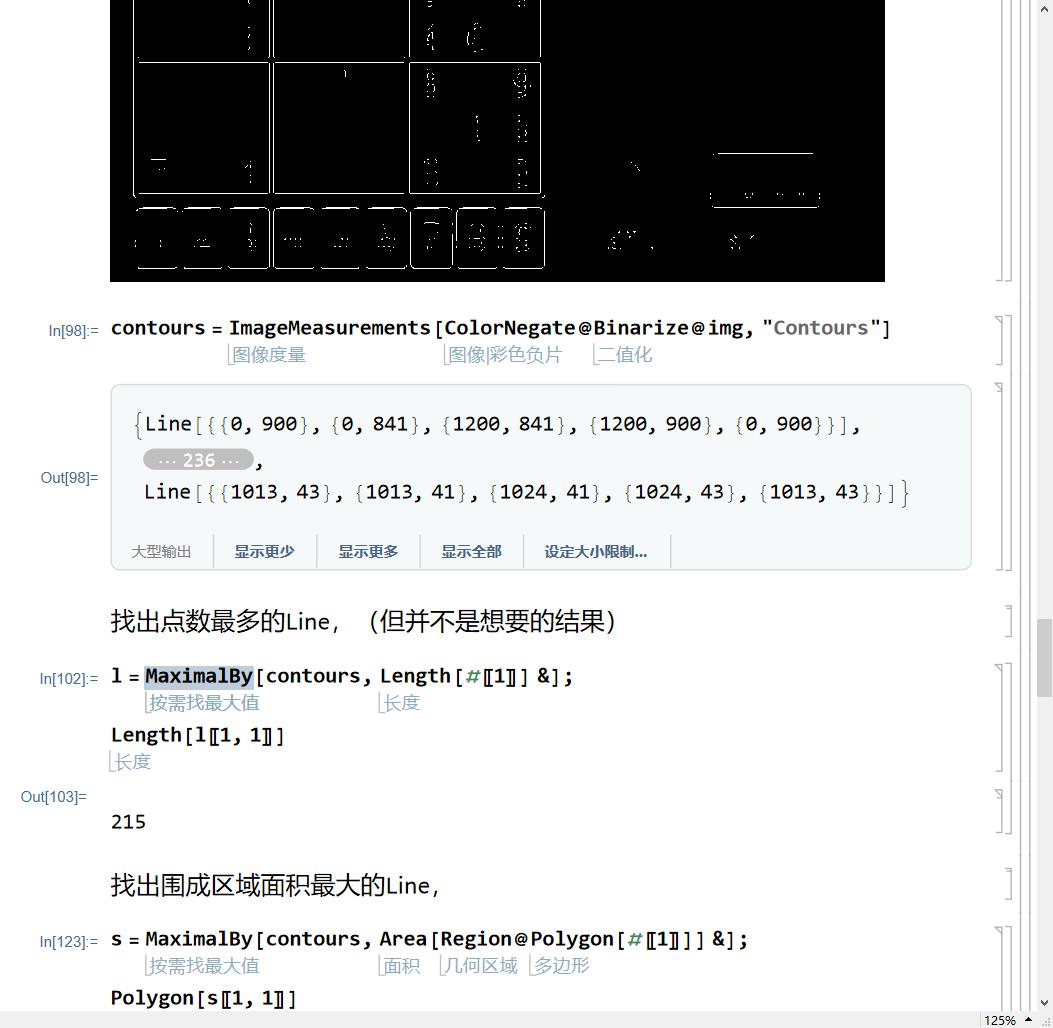 In[98]:= contours = ImageMeasurements[ColorNegate@Binarize@img, "Contours"]
图像度量 图像|彩色负片 二值化
Out[98]= {Line[{{0, 900}, {0, 841}, {1200, 841}, {1200, 900}, {0, 900}}],
··· 236 ··· ,
Line[{{1013, 43}, {1013, 41}, {1024, 41}, {1024, 43}, {1013, 43}}]}
大型输出 显示更少 显示更多 显示全部 设定大小限制...
找出点数最多的Line，（但并不是想要的结果）
In[102]:= l = MaximalBy[contours, Length[#〚1〛] &];
按需找最大值 长度
Length[l〚1, 1〛]
长度
Out[103]=
215
找出围成区域面积最大的Line，
In[123]:= s = MaximalBy[contours, Area[Region@Polygon[#〚1〛]] &];
按需找最大值 面积 几何区域 多边形
Polygon[s〚1, 1〛]
125%